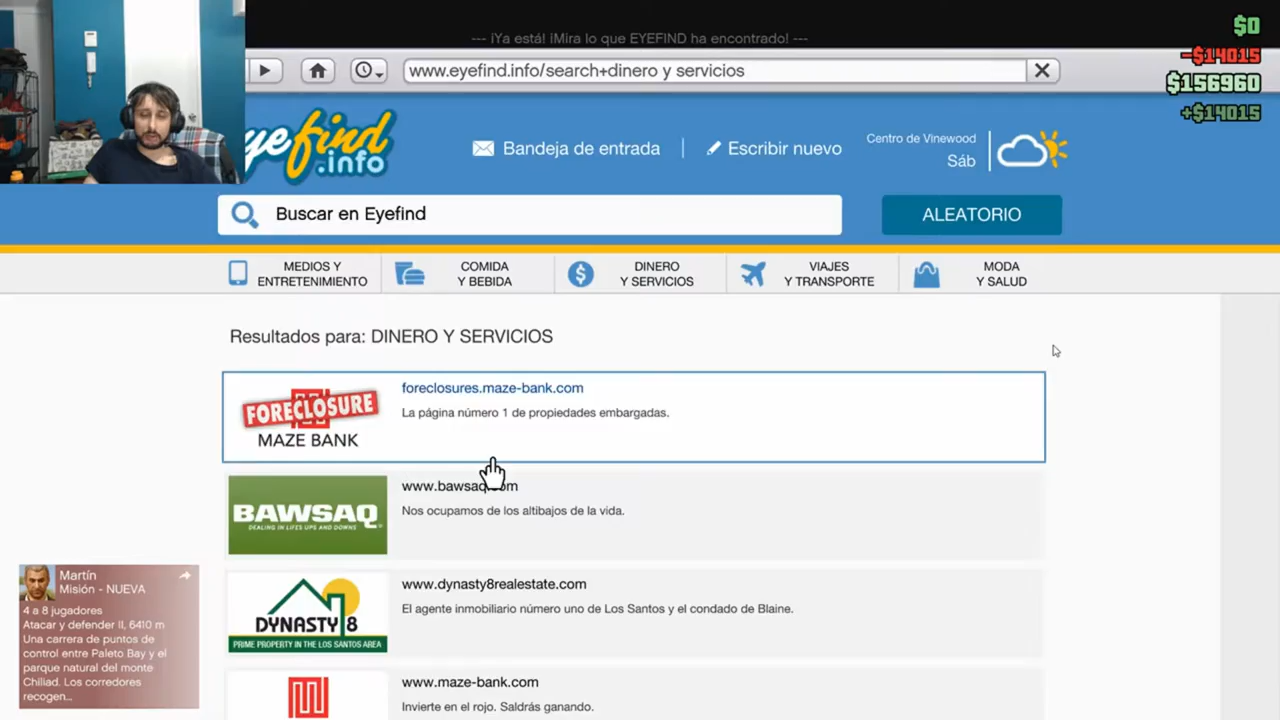 --- ¡Ya está! ¡Mira lo que EYEFIND ha encontrado! ---
$0
-$14015
$156960
+$14015
www.eyefind.info/search+dinero y servicios
eyefind
.info
Bandeja de entrada
Escribir nuevo
Centro de Vinewood
Sáb
Buscar en Eyefind
ALEATORIO
MEDIOS Y
ENTRETENIMIENTO
COMIDA
Y BEBIDA
DINERO
Y SERVICIOS
VIAJES
Y TRANSPORTE
MODA
Y SALUD
Resultados para: DINERO Y SERVICIOS
FORECLOSURE
MAZE BANK
foreclosures.maze-bank.com
La página número 1 de propiedades embargadas.
BAWSAQ
DEALING IN LIFE'S UPS AND DOWNS
www.bawsaq.com
Nos ocupamos de los altibajos de la vida.
DYNASTY 8
PRIME PROPERTY IN THE LOS SANTOS AREA
www.dynasty8realestate.com
El agente inmobiliario número uno de Los Santos y el condado de Blaine.
www.maze-bank.com
Invierte en el rojo. Saldrás ganando.
Martín
Misión - NUEVA
4 a 8 jugadores
Atacar y defender II, 6410 m
Una carrera de puntos de
control entre Paleto Bay y el
parque natural del monte
Chiliad. Los corredores
recogen...